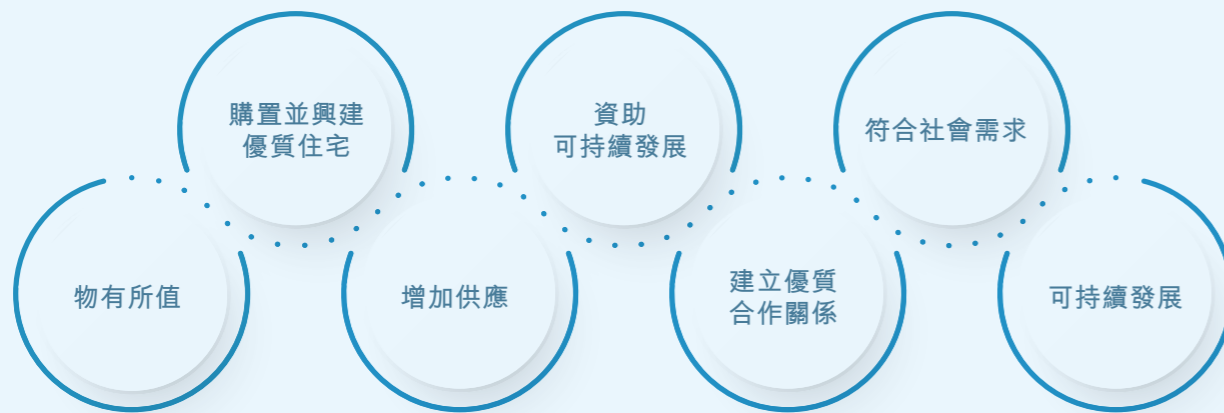 購置並興建
優質住宅
資助
可持續發展
符合社會需求
物有所值
增加供應
建立優質
合作關係
可持續發展